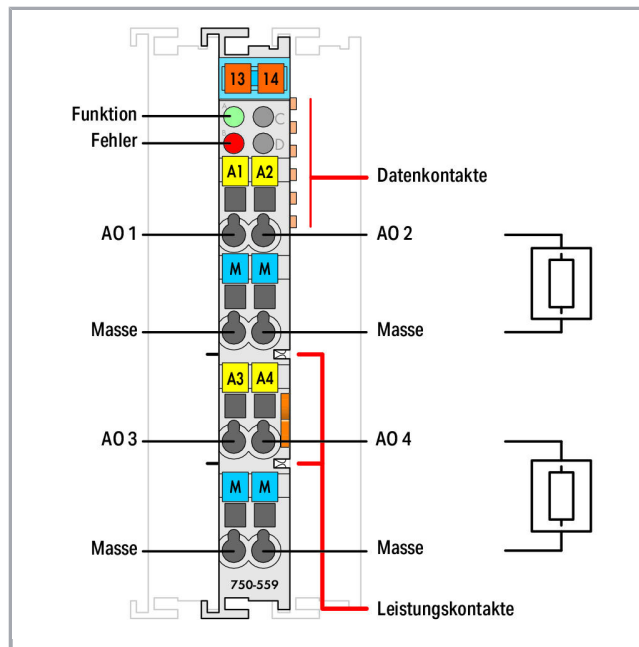 13 14
A C
Funktion
Fehler
D
A1 A2
Datenkontakte
AO 1
AO 2
M M
Masse
Masse
A3 A4
AO 3
AO 4
M M
Masse
Masse
750-559
Leistungskontakte